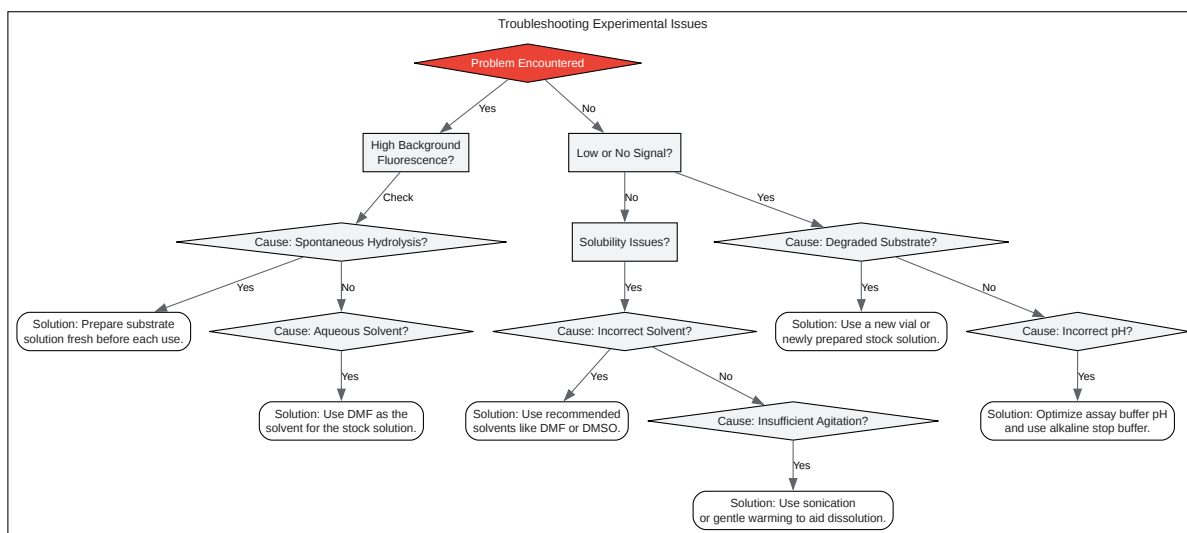 Troubleshooting Experimental Issues
Problem Encountered
Yes
No
High Background
Fluorescence?
Low or No Signal?
Check
No
Yes
Cause: Spontaneous Hydrolysis?
Solubility Issues?
Cause: Degraded Substrate?
Yes
No
Yes
Yes
No
Solution: Prepare substrate
solution fresh before each use.
Cause: Aqueous Solvent?
Cause: Incorrect Solvent?
Solution: Use a new vial or
newly prepared stock solution.
Cause: Incorrect pH?
Yes
Yes
No
Yes
Solution: Use DMF as the
solvent for the stock solution.
Solution: Use recommended
solvents like DMF or DMSO.
Cause: Insufficient Agitation?
Solution: Optimize assay buffer pH
and use alkaline stop buffer.
Yes
Solution: Use sonication
or gentle warming to aid dissolution.